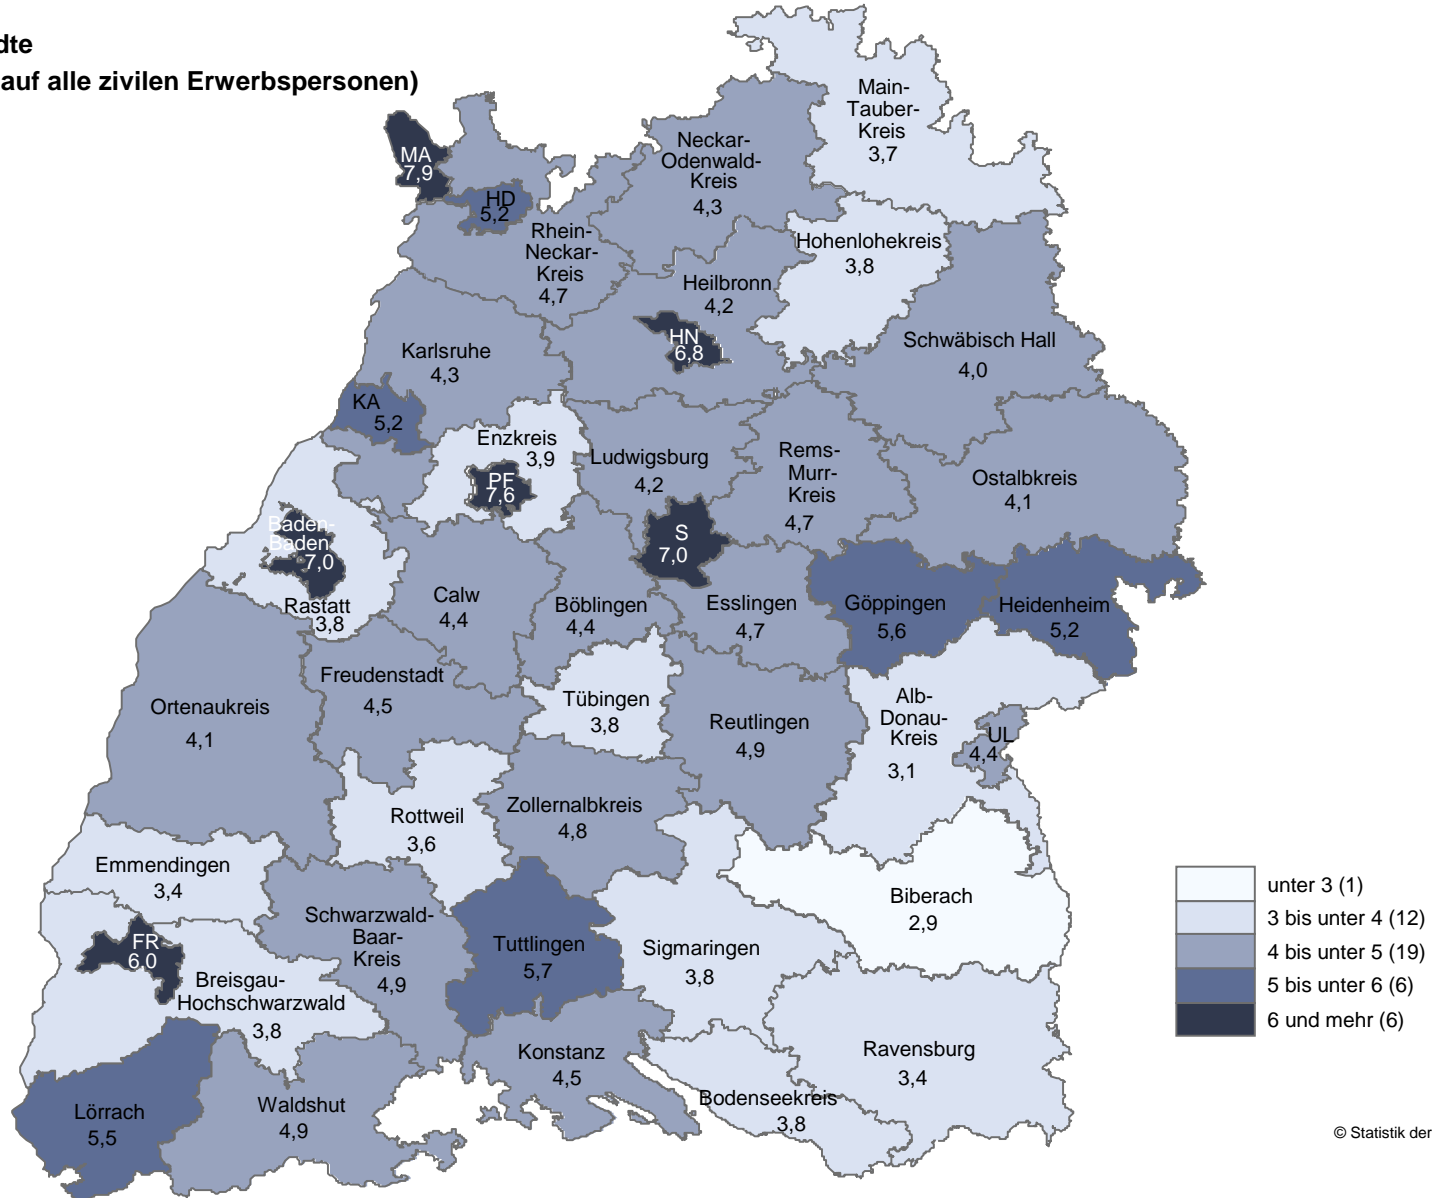 dte
auf alle zivilen Erwerbspersonen)
Main-
Tauber-
Kreis
3,7
MA
7,9
Neckar-
Odenwald-
Kreis
4,3
HD
5,2
Rhein-
Neckar-
Kreis
4,7
Hohenlohekreis
3,8
Heilbronn
4,2
HN
6,8
Schwäbisch Hall
4,0
Karlsruhe
4,3
KA
5,2
Enzkreis
3,9
PF
7,6
Ludwigsburg
4,2
Rems-
Murr-
Kreis
4,7
Ostalbkreis
4,1
Baden-
Baden
7,0
S
7,0
Rastatt
3,8
Calw
4,4
Böblingen
4,4
Esslingen
4,7
Göppingen
5,6
Heidenheim
5,2
Freudenstadt
4,5
Ortenaukreis
4,1
Tübingen
3,8
Reutlingen
4,9
Alb-
Donau-
Kreis
3,1
UL
4,4
Rottweil
3,6
Zollernalbkreis
4,8
Emmendingen
3,4
Biberach
2,9
Schwarzwald-
Baar-
Kreis
4,9
Tuttlingen
5,7
Sigmaringen
3,8
FR
6,0
Breisgau-
Hochschwarzwald
3,8
Konstanz
4,5
Ravensburg
3,4
Bodenseekreis
3,8
Lörrach
5,5
Waldshut
4,9
unter 3 (1)
3 bis unter 4 (12)
4 bis unter 5 (19)
5 bis unter 6 (6)
6 und mehr (6)
© Statistik der